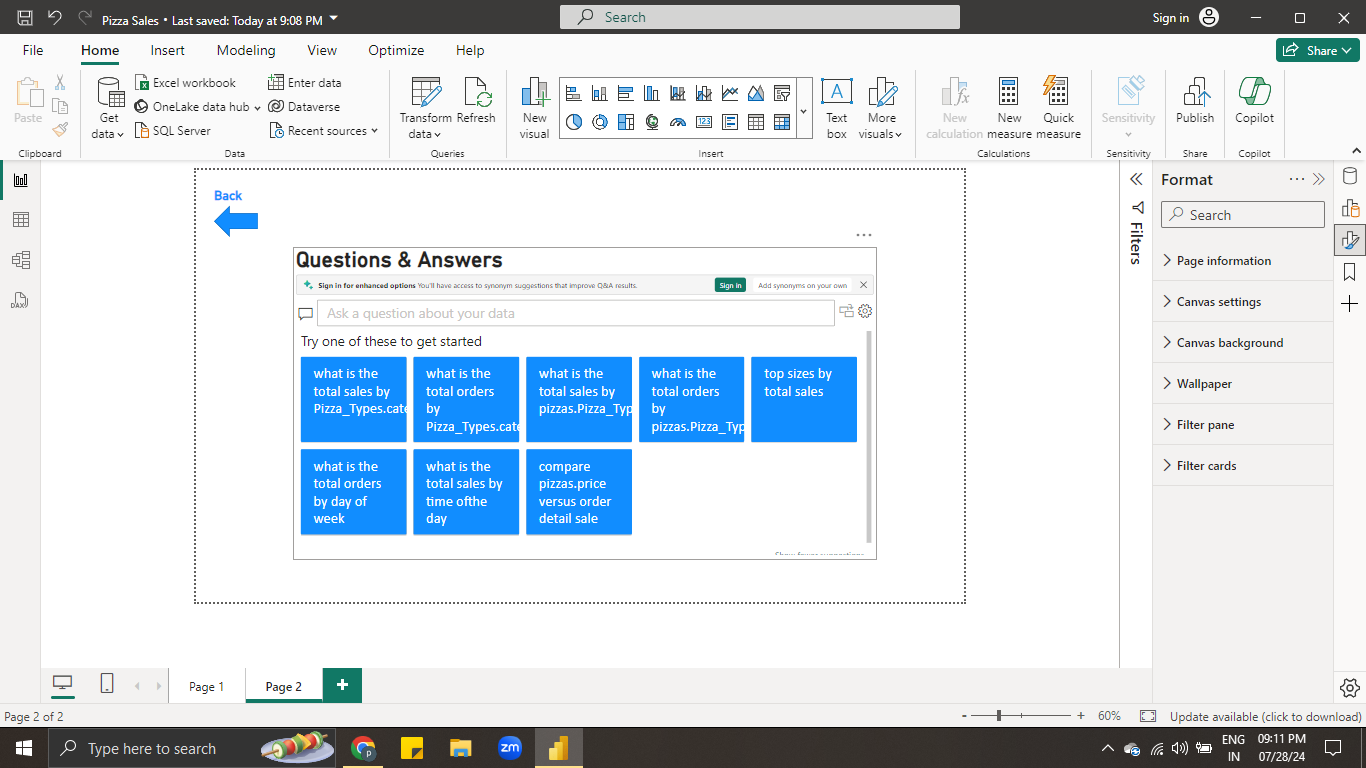 Pizza Sales • Last saved: Today at 9:08 PM
Search
Sign in
File
Home
Insert
Modeling
View
Optimize
Help
Share
Paste
Clipboard
Get
data
Excel workbook
OneLake data hub
SQL Server
Enter data
Dataverse
Recent sources
Data
Transform
data
Refresh
Queries
New
visual
123
A
Text
box
More
visuals
Insert
fx
New
calculation
New
measure
Quick
measure
Calculations
Sensitivity
Sensitivity
Publish
Share
Copilot
Copilot
DAX
Back
Questions & Answers
Sign in for enhanced options You'll have access to synonym suggestions that improve Q&A results.
Sign in
Add synonyms on your own
Ask a question about your data
Try one of these to get started
what is the
total sales by
Pizza_Types.cate
what is the
total orders
by
Pizza_Types.cate
what is the
total sales by
pizzas.Pizza_Typ
what is the
total orders
by
pizzas.Pizza_Typ
top sizes by
total sales
what is the
total orders
by day of
week
what is the
total sales by
time ofthe
day
compare
pizzas.price
versus order
detail sale
Show fewer suggestions
Filters
Format
Search
Page information
Canvas settings
Canvas background
Wallpaper
Filter pane
Filter cards
Page 1
Page 2
Page 2 of 2
- + 60%
Update available (click to download)
Type here to search
P
zm
ENG
IN
09:11 PM
07/28/24